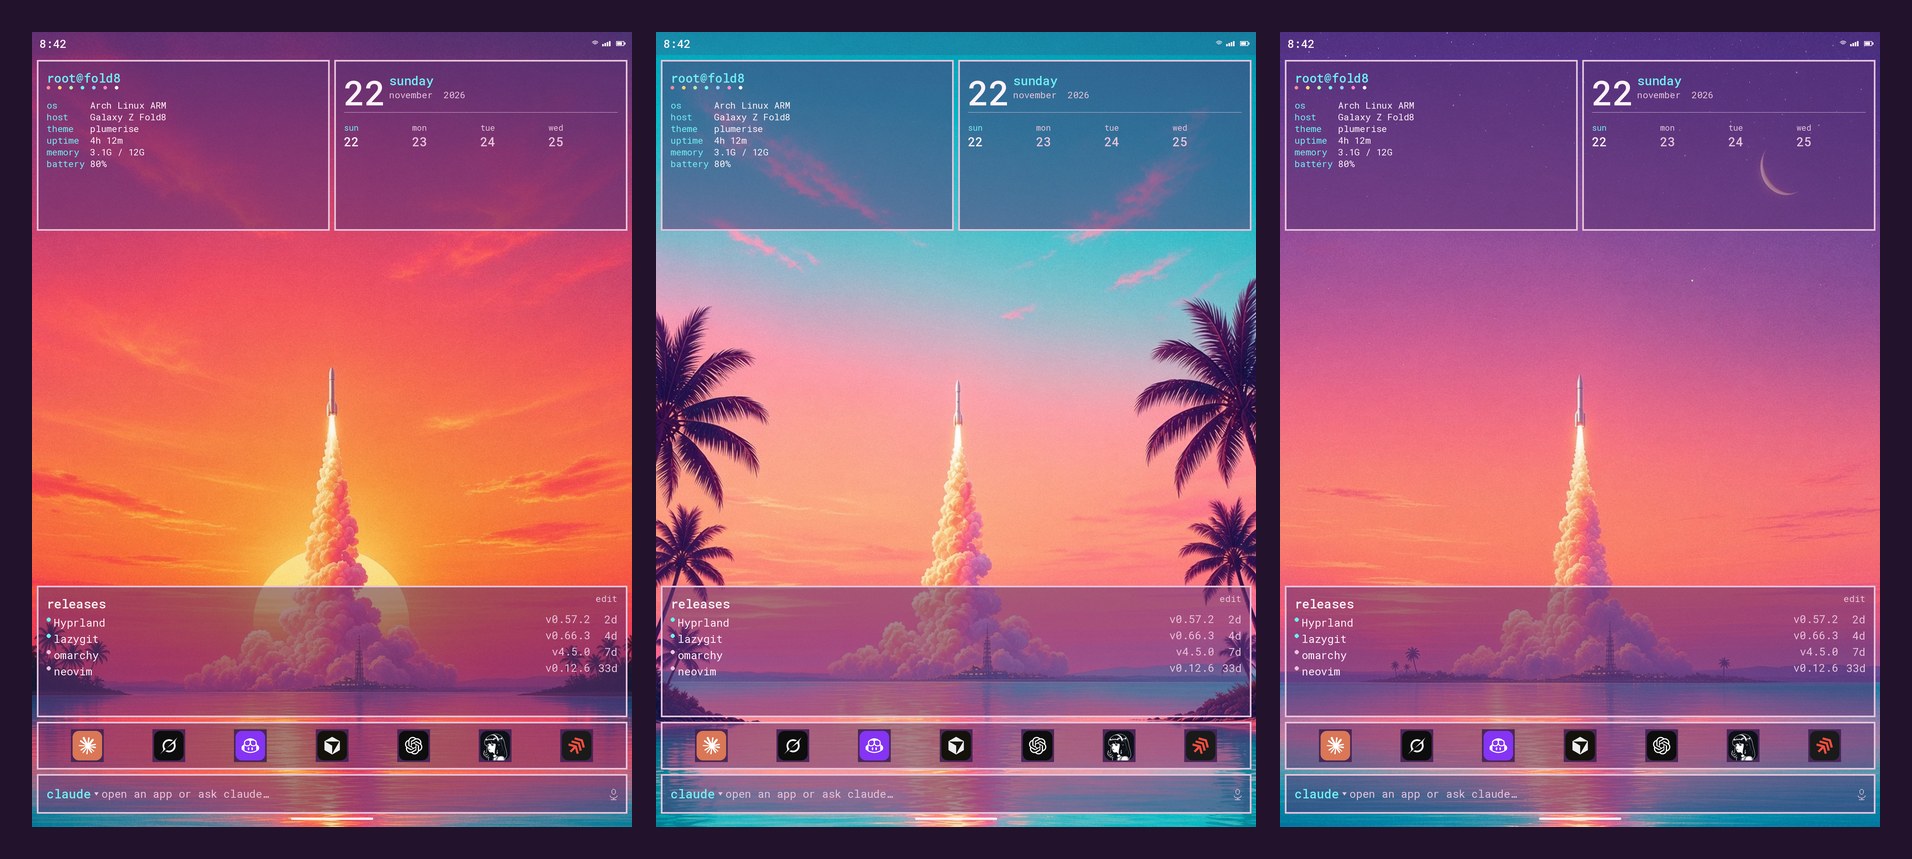 8:42
root@fold8
os Arch Linux ARM
host Galaxy Z Fold8
theme plumerise
uptime 4h 12m
memory 3.1G / 12G
battery 80%
22 sunday
november 2026
sun mon tue wed
22 23 24 25
releases edit
Hyprland v0.57.2 2d
lazygit v0.66.3 4d
omarchy v4.5.0 7d
neovim v0.12.6 33d
claude open an app or ask claude…
8:42
root@fold8
os Arch Linux ARM
host Galaxy Z Fold8
theme plumerise
uptime 4h 12m
memory 3.1G / 12G
battery 80%
22 sunday
november 2026
sun mon tue wed
22 23 24 25
releases edit
Hyprland v0.57.2 2d
lazygit v0.66.3 4d
omarchy v4.5.0 7d
neovim v0.12.6 33d
claude open an app or ask claude…
8:42
root@fold8
os Arch Linux ARM
host Galaxy Z Fold8
theme plumerise
uptime 4h 12m
memory 3.1G / 12G
battery 80%
22 sunday
november 2026
sun mon tue wed
22 23 24 25
releases edit
Hyprland v0.57.2 2d
lazygit v0.66.3 4d
omarchy v4.5.0 7d
neovim v0.12.6 33d
claude open an app or ask claude…